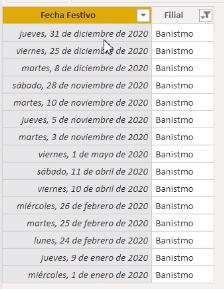 Fecha Festivo Filial
jueves, 31 de diciembre de 2020 Banistmo
viernes, 25 de diciembre de 2020 Banistmo
martes, 8 de diciembre de 2020 Banistmo
sábado, 28 de noviembre de 2020 Banistmo
martes, 10 de noviembre de 2020 Banistmo
jueves, 5 de noviembre de 2020 Banistmo
martes, 3 de noviembre de 2020 Banistmo
viernes, 1 de mayo de 2020 Banistmo
sábado, 11 de abril de 2020 Banistmo
viernes, 10 de abril de 2020 Banistmo
miércoles, 26 de febrero de 2020 Banistmo
martes, 25 de febrero de 2020 Banistmo
lunes, 24 de febrero de 2020 Banistmo
jueves, 9 de enero de 2020 Banistmo
miércoles, 1 de enero de 2020 Banistmo